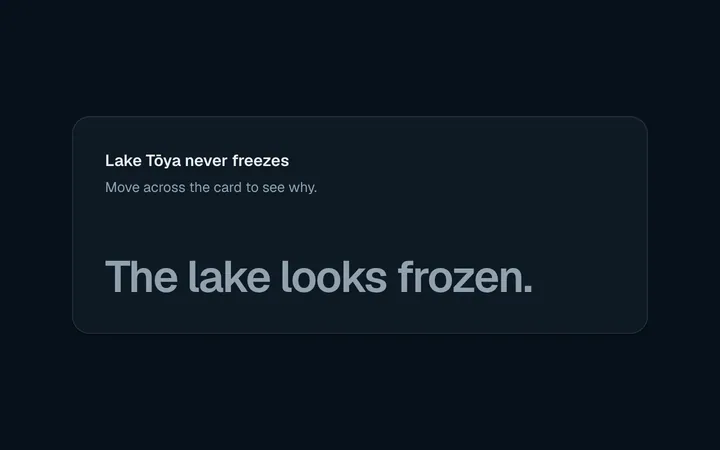 Lake Tōya never freezes
Move across the card to see why.
The lake looks frozen.